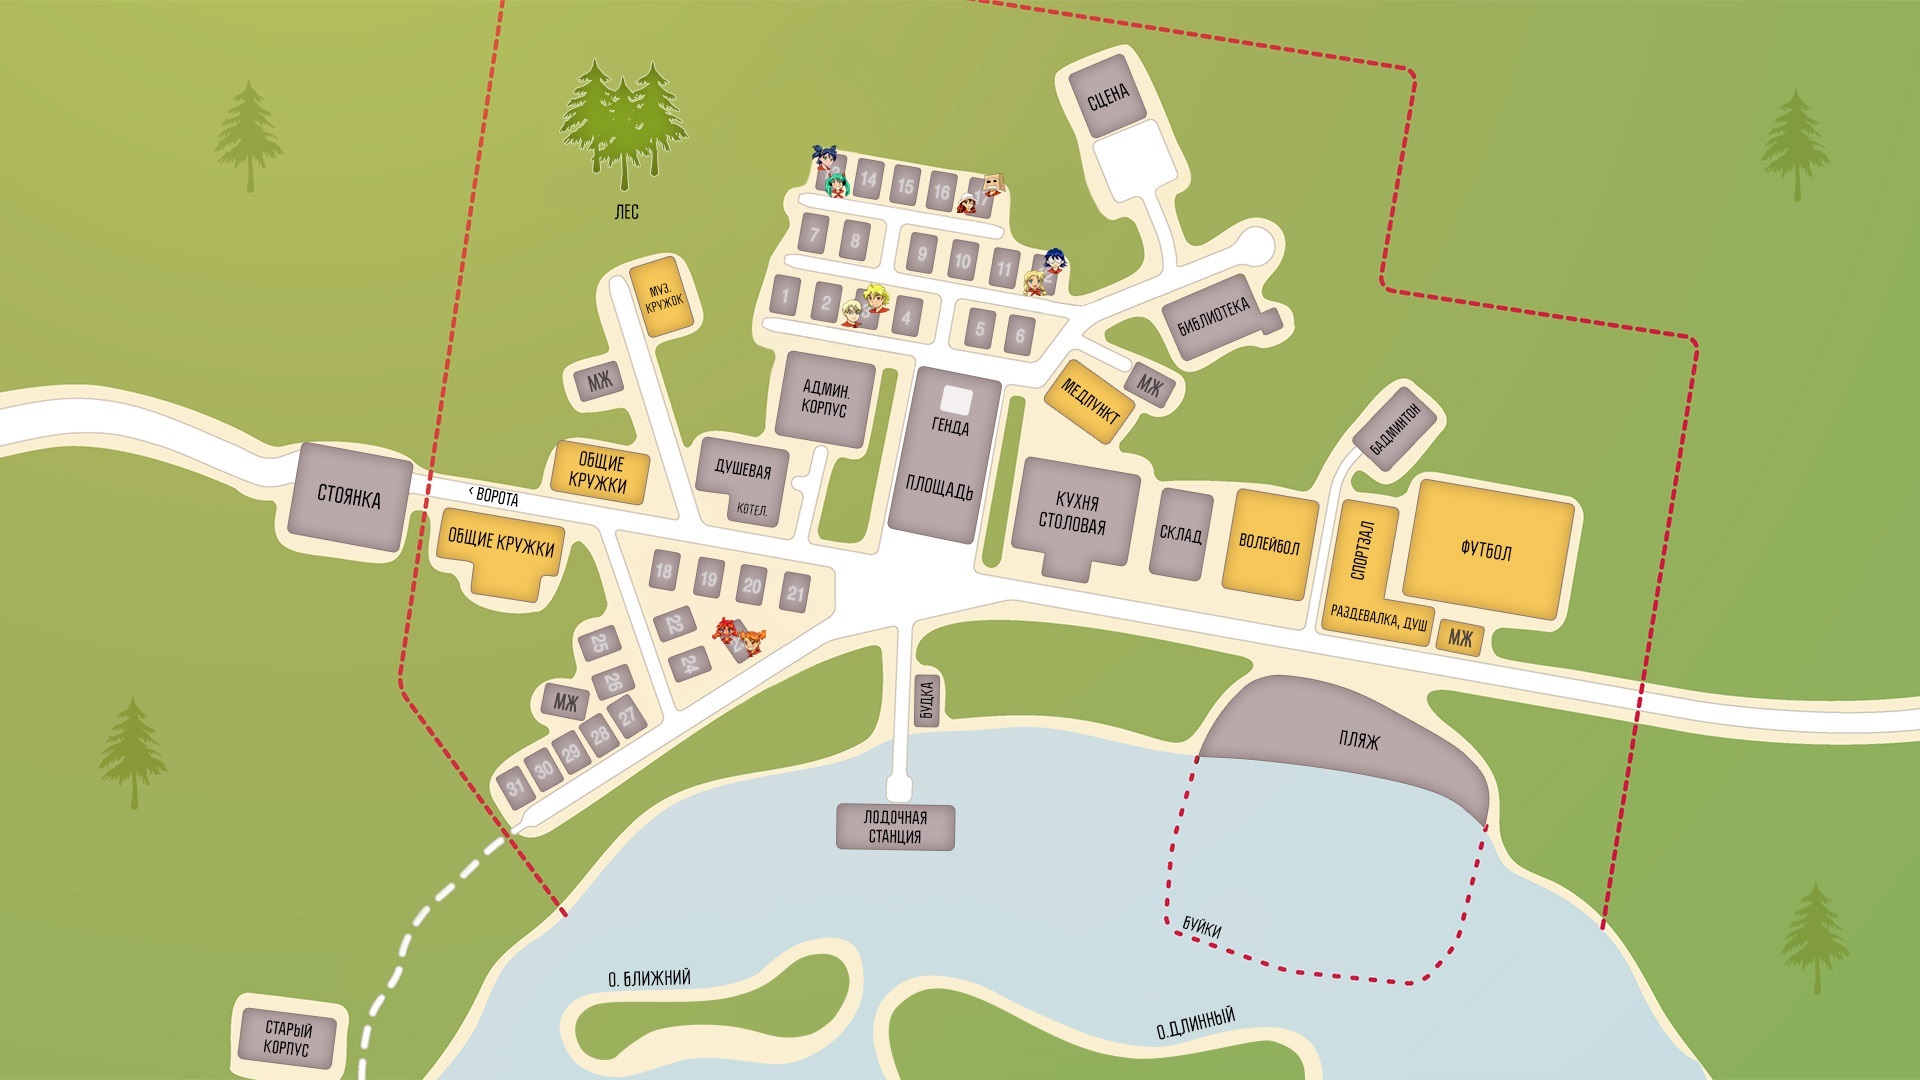 СЦЕНА
ЛЕС
14
15
16
7
8
9
10
11
1
2
4
5
6
МУЗ.
КРУЖОК
БИБЛИОТЕКА
МЖ
АДМИН.
КОРПУС
ГЕНДА
ПЛОЩАДЬ
МЕДПУНКТ
МЖ
БАДМИНТОН
СТОЯНКА
< ВОРОТА
ОБЩИЕ
КРУЖКИ
ОБЩИЕ КРУЖКИ
ДУШЕВАЯ
КОТЕЛ.
КУХНЯ
СТОЛОВАЯ
СКЛАД
ВОЛЕЙБОЛ
СПОРТЗАЛ
РАЗДЕВАЛКА, ДУШ
ФУТБОЛ
МЖ
18
19
20
21
22
24
25
26
МЖ
27
28
29
30
31
БУДКА
ПЛЯЖ
ЛОДОЧНАЯ
СТАНЦИЯ
БУЙКИ
О. БЛИЖНИЙ
О.ДЛИННЫЙ
СТАРЫЙ
КОРПУС